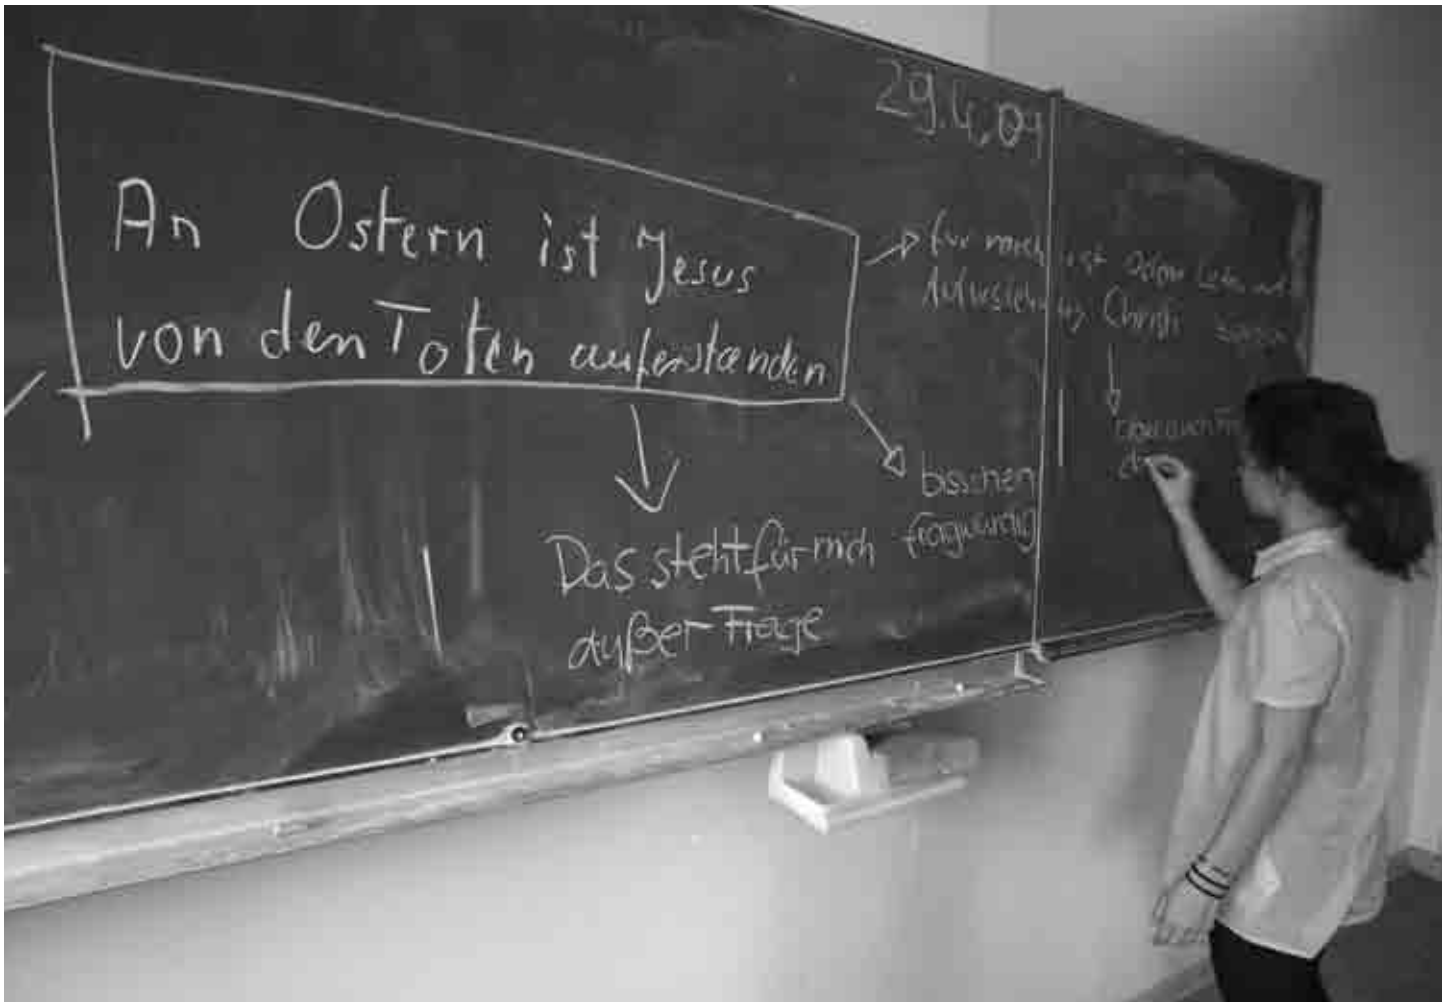 29.4.09
An Ostern ist Jesus
von den Toten auferstanden
für mich ist
Auferstehung Christi
bisschen
fragwürdig
Das steht für mich
außer Frage